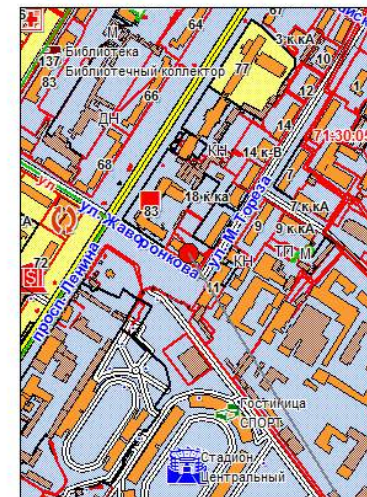 67
64
М
3 к.кА
137
Библиотека
83
Библиотечный коллектор
77
10
12
66
ДН
14
71:30:05
КН
14 к-В
68
7
ул. Жаворонкова
18 к.ка
83
7 к.кА
9
9 к.кА
ул. М. Тореза
ТП
М
КН
72
просп. Ленина
11
Гостиница
СПОРТ
Стадион
Центральный